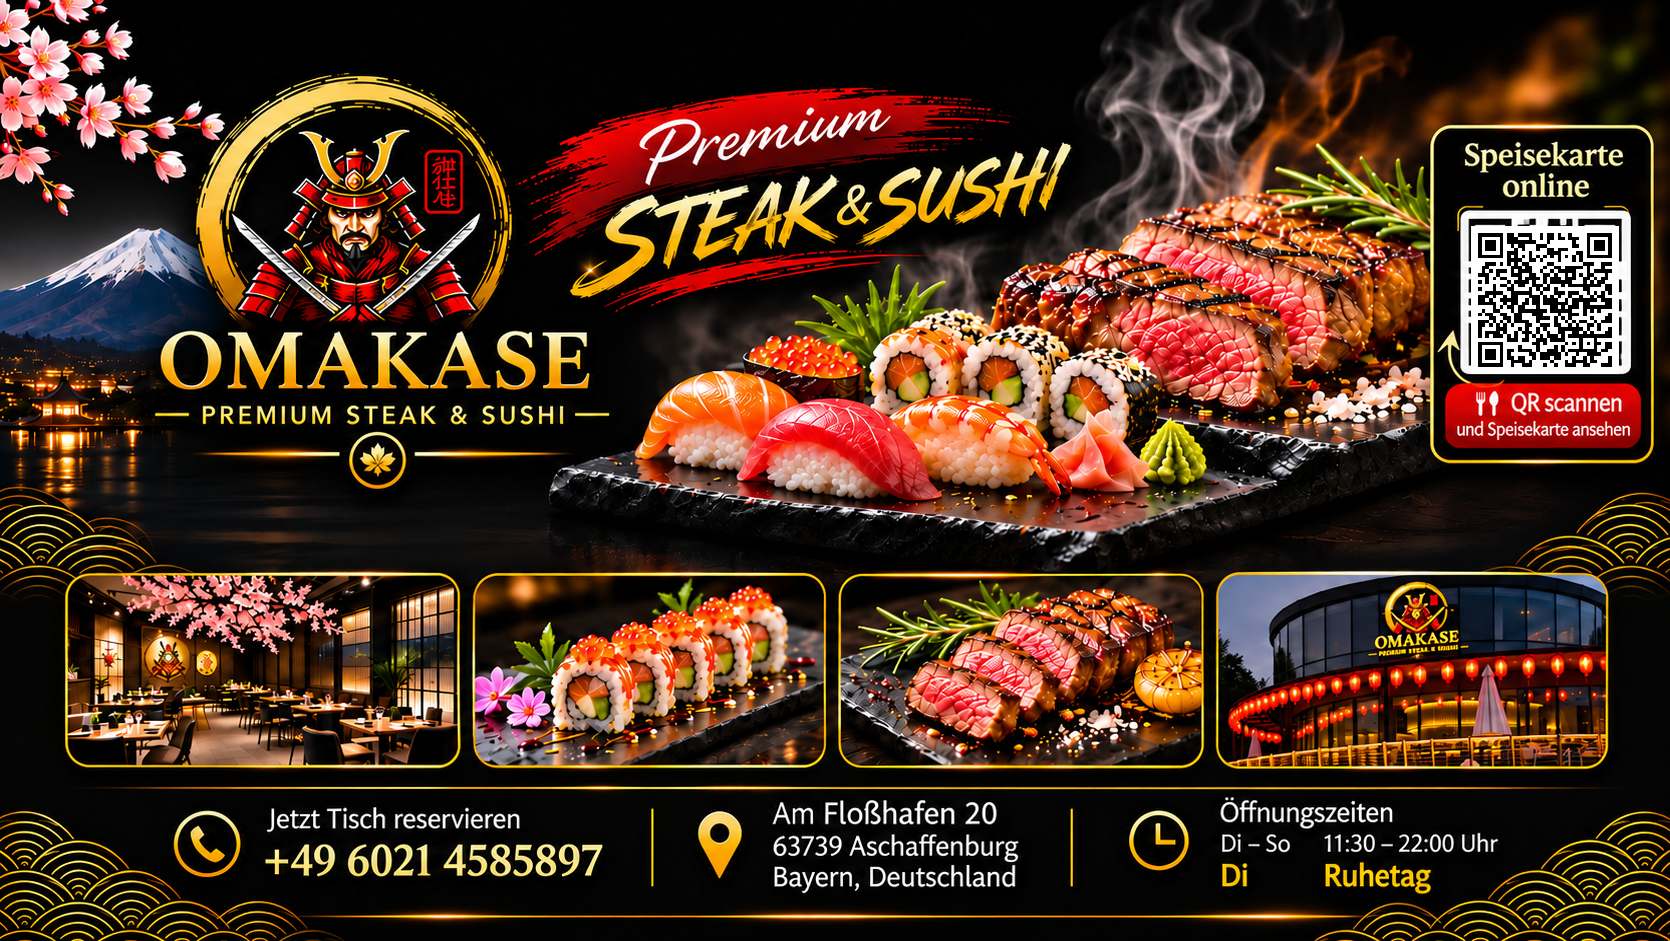 OMAKASE
PREMIUM STEAK & SUSHI
Premium
STEAK & SUSHI
Speisekarte
online
QR scannen
und Speisekarte ansehen
OMAKASE
Jetzt Tisch reservieren
+49 6021 4585897
Am Floßhafen 20
63739 Aschaffenburg
Bayern, Deutschland
Öffnungszeiten
Di – So 11:30 – 22:00 Uhr
Di Ruhetag